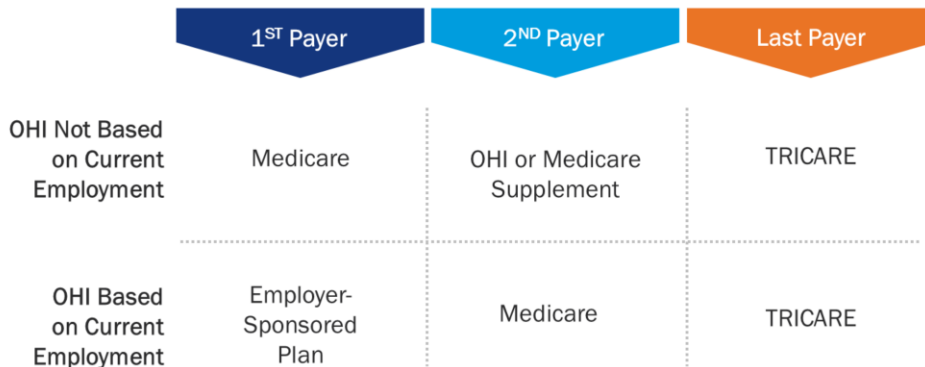 1ST Payer
2ND Payer
Last Payer
OHI Not Based
on Current
Employment
Medicare
OHI or Medicare
Supplement
TRICARE
OHI Based
on Current
Employment
Employer-
Sponsored
Plan
Medicare
TRICARE